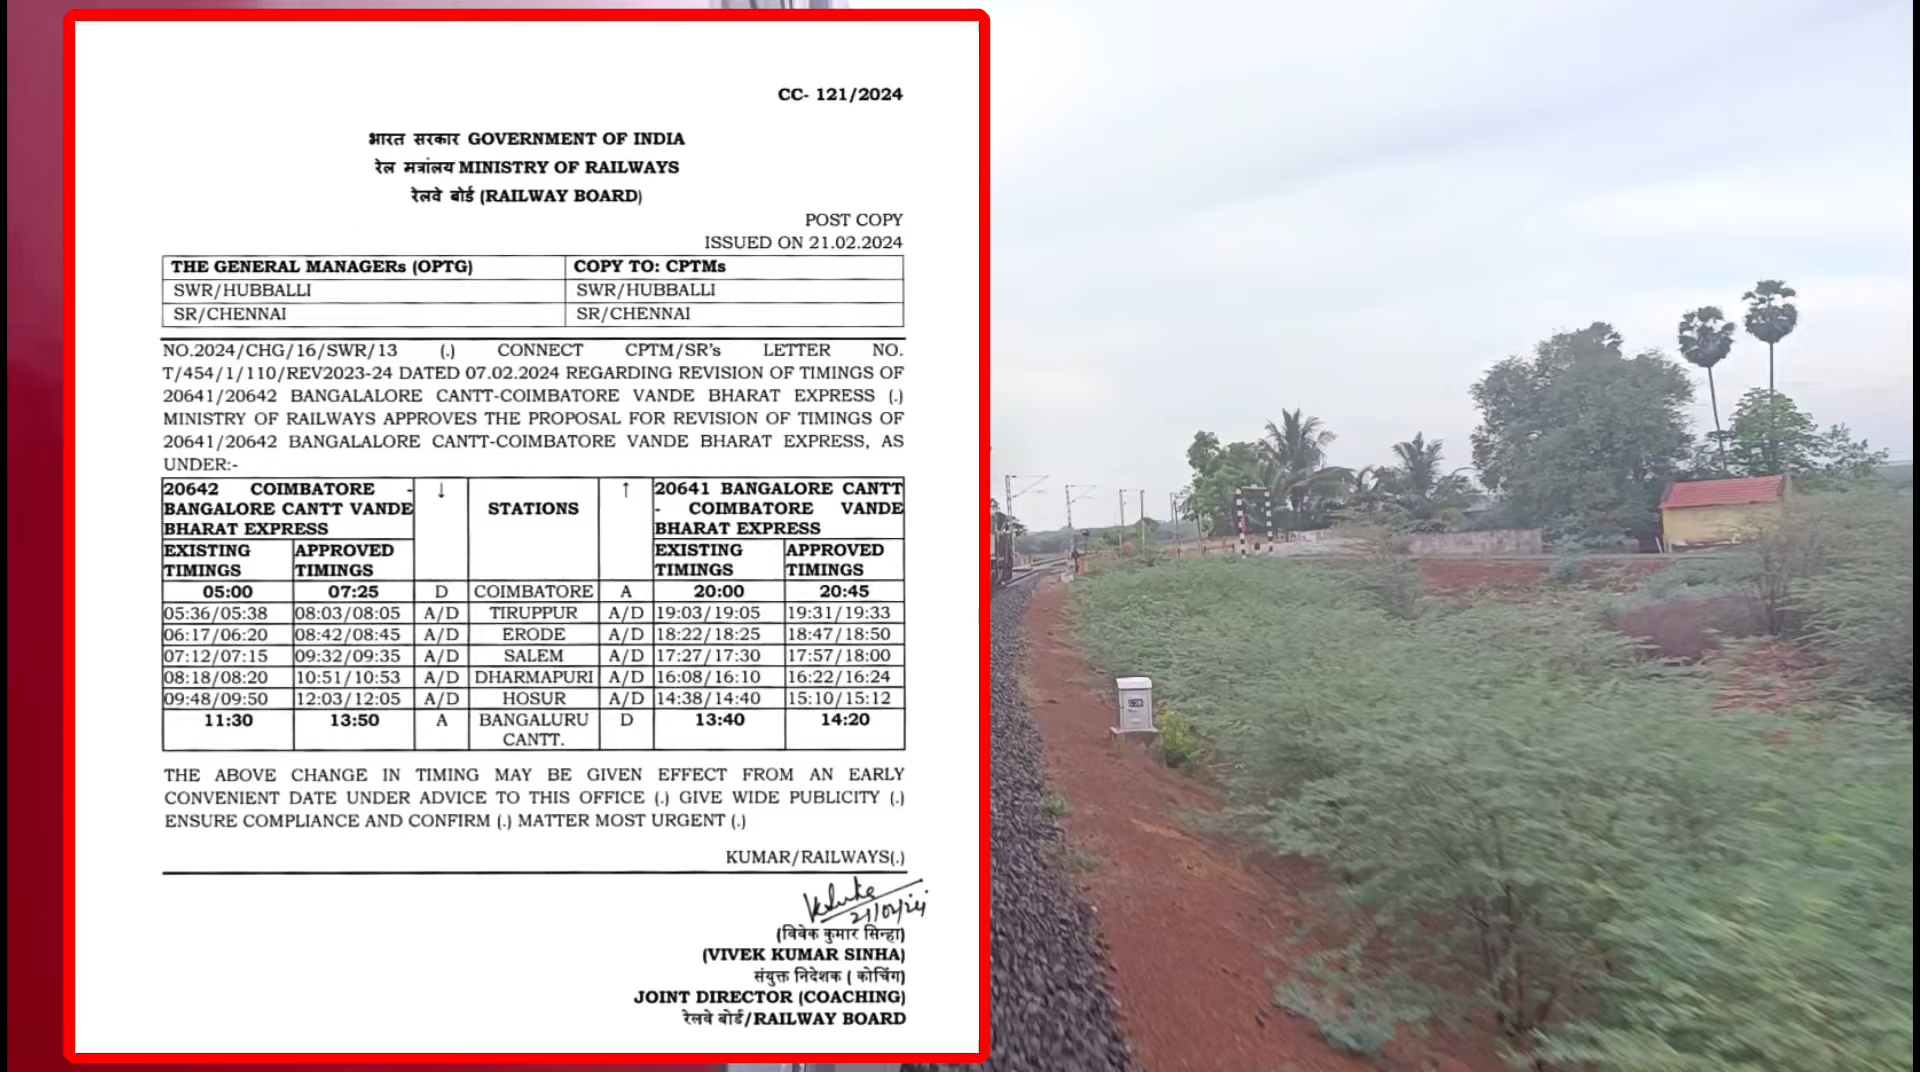 CC- 121/2024
भारत सरकार GOVERNMENT OF INDIA
रेल मत्रांलय MINISTRY OF RAILWAYS
रेलवे बोर्ड (RAILWAY BOARD)
POST COPY
ISSUED ON 21.02.2024
THE GENERAL MANAGERs (OPTG) COPY TO: CPTMs
SWR/HUBBALLI SWR/HUBBALLI
SR/CHENNAI SR/CHENNAI
NO.2024/CHG/16/SWR/13 (.) CONNECT CPTM/SR's LETTER NO.
T/454/1/110/REV2023-24 DATED 07.02.2024 REGARDING REVISION OF TIMINGS OF
20641/20642 BANGALALORE CANTT-COIMBATORE VANDE BHARAT EXPRESS (.)
MINISTRY OF RAILWAYS APPROVES THE PROPOSAL FOR REVISION OF TIMINGS OF
20641/20642 BANGALALORE CANTT-COIMBATORE VANDE BHARAT EXPRESS, AS
UNDER:-
20642 COIMBATORE - ↓ STATIONS ↑ 20641 BANGALORE CANTT
BANGALORE CANTT VANDE - COIMBATORE VANDE
BHARAT EXPRESS BHARAT EXPRESS
EXISTING APPROVED EXISTING APPROVED
TIMINGS TIMINGS TIMINGS TIMINGS
05:00 07:25 D COIMBATORE A 20:00 20:45
05:36/05:38 08:03/08:05 A/D TIRUPPUR A/D 19:03/19:05 19:31/19:33
06:17/06:20 08:42/08:45 A/D ERODE A/D 18:22/18:25 18:47/18:50
07:12/07:15 09:32/09:35 A/D SALEM A/D 17:27/17:30 17:57/18:00
08:18/08:20 10:51/10:53 A/D DHARMAPURI A/D 16:08/16:10 16:22/16:24
09:48/09:50 12:03/12:05 A/D HOSUR A/D 14:38/14:40 15:10/15:12
11:30 13:50 A BANGALURU D 13:40 14:20
CANTT.
THE ABOVE CHANGE IN TIMING MAY BE GIVEN EFFECT FROM AN EARLY
CONVENIENT DATE UNDER ADVICE TO THIS OFFICE (.) GIVE WIDE PUBLICITY (.)
ENSURE COMPLIANCE AND CONFIRM (.) MATTER MOST URGENT (.)
KUMAR/RAILWAYS(.)
21/02/24
(विवेक कुमार सिन्हा)
(VIVEK KUMAR SINHA)
संयुक्त निदेशक ( कोचिंग)
JOINT DIRECTOR (COACHING)
रेलवे बोर्ड/RAILWAY BOARD